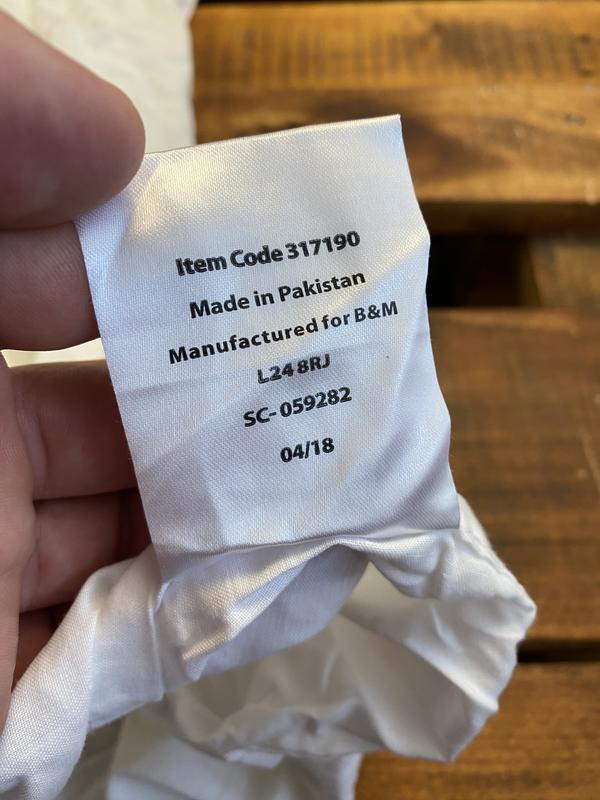 Item Code 317190
Made in Pakistan
Manufactured for B&M
L24 8RJ
SC- 059282
04/18